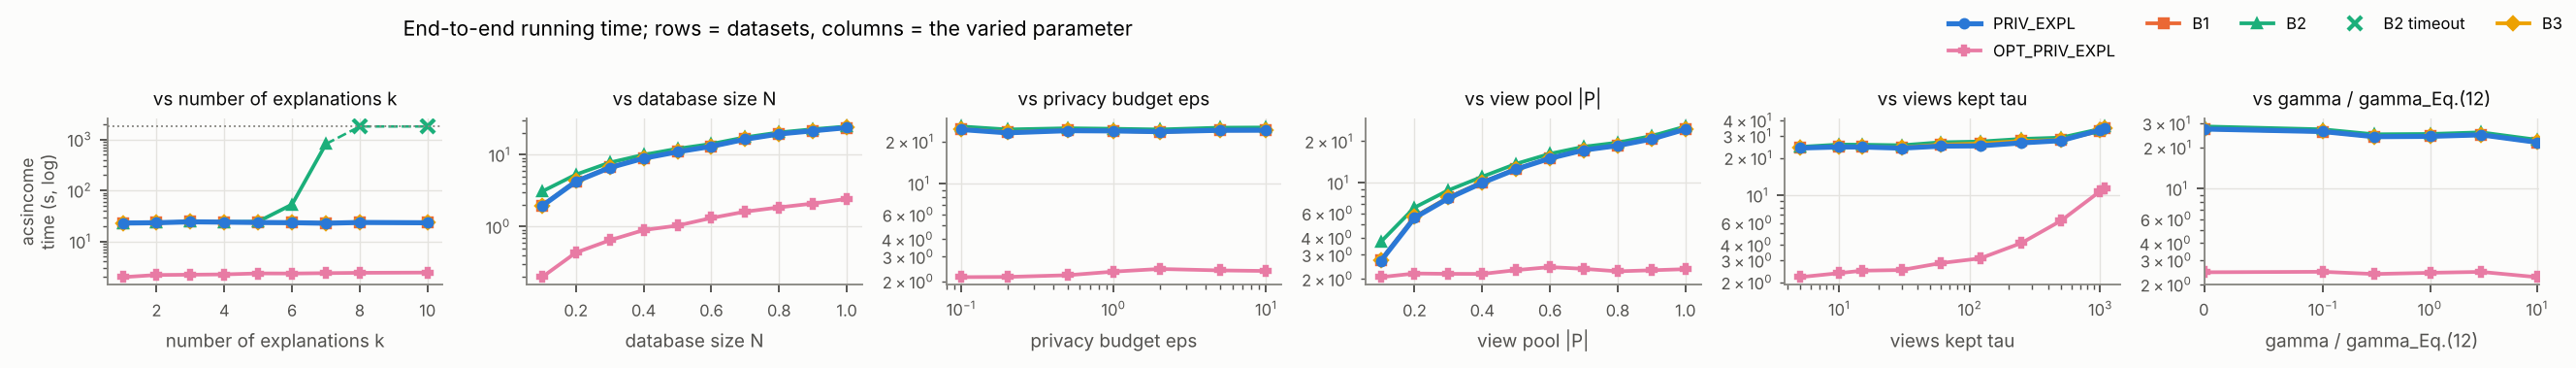 End-to-end running time; rows = datasets, columns = the varied parameter
PRIV_EXPL
B1
B2
B2 timeout
B3
OPT_PRIV_EXPL
vs number of explanations k
acsincome
time (s, log)
10³
10²
10¹
2 4 6 8 10
number of explanations k
vs database size N
10¹
10⁰
0.2 0.4 0.6 0.8 1.0
database size N
vs privacy budget eps
2 × 10¹
10¹
6 × 10⁰
4 × 10⁰
3 × 10⁰
2 × 10⁰
10⁻¹ 10⁰ 10¹
privacy budget eps
vs view pool |P|
2 × 10¹
10¹
6 × 10⁰
4 × 10⁰
3 × 10⁰
2 × 10⁰
0.2 0.4 0.6 0.8 1.0
view pool |P|
vs views kept tau
4 × 10¹
3 × 10¹
2 × 10¹
10¹
6 × 10⁰
4 × 10⁰
3 × 10⁰
2 × 10⁰
10¹ 10² 10³
views kept tau
vs gamma / gamma_Eq.(12)
3 × 10¹
2 × 10¹
10¹
6 × 10⁰
4 × 10⁰
3 × 10⁰
2 × 10⁰
0 10⁻¹ 10⁰ 10¹
gamma / gamma_Eq.(12)